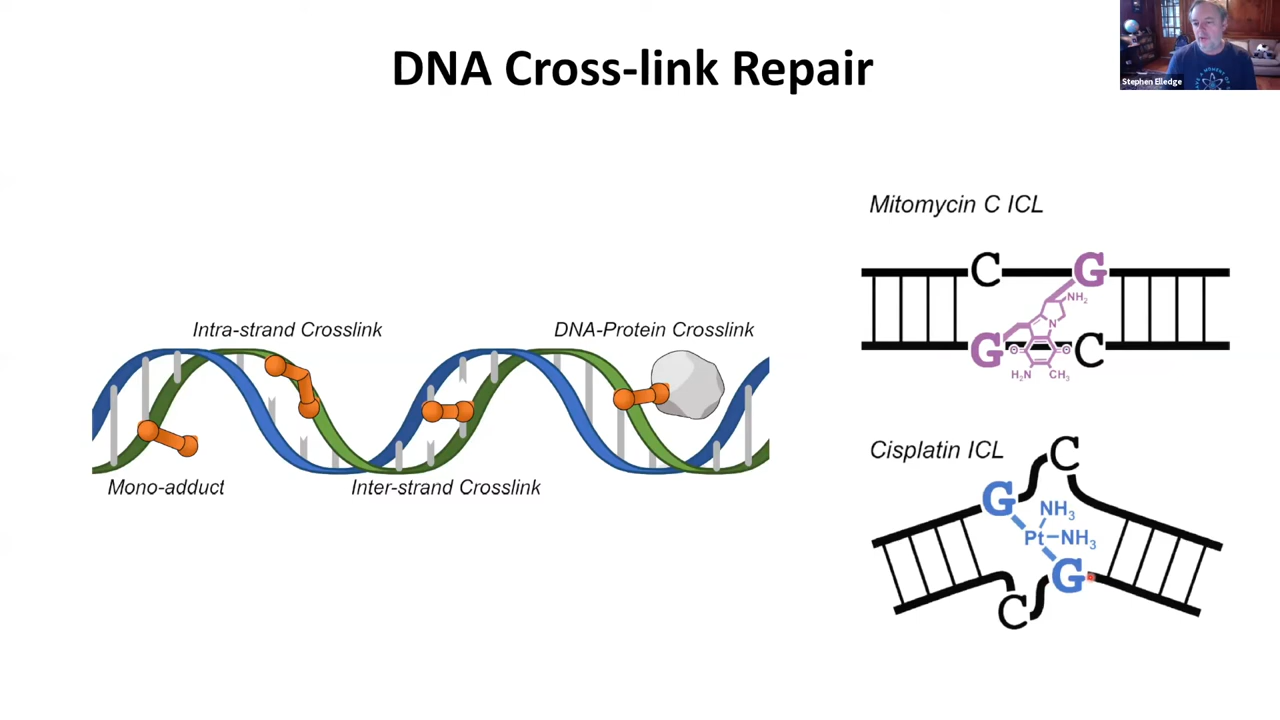 DNA Cross-link Repair
Stephen Elledge
Intra-strand Crosslink
DNA-Protein Crosslink
Mono-adduct
Inter-strand Crosslink
Mitomycin C ICL
C G
NH₂
N
G O O C
H₂N CH₃
Cisplatin ICL
C
G
NH₃
Pt–NH₃
G
C